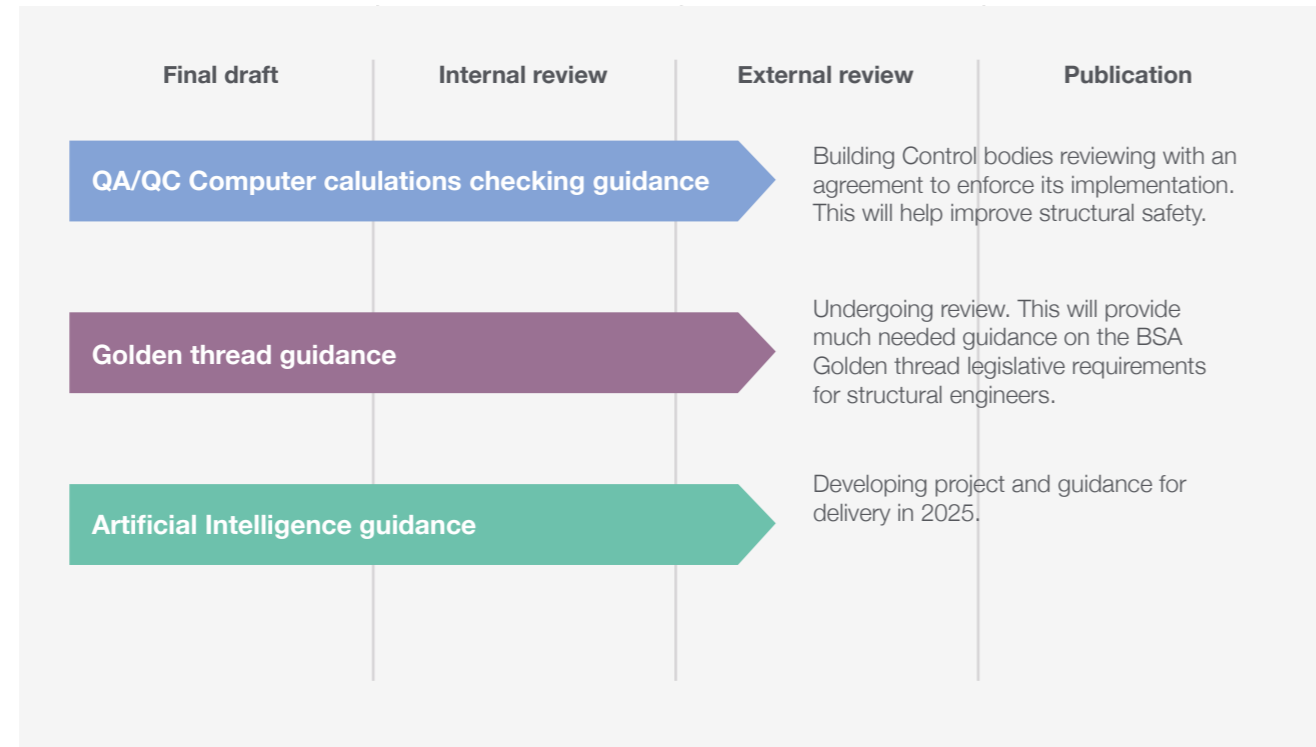 Final draft
Internal review
External review
Publication
QA/QC Computer calulations checking guidance
Building Control bodies reviewing with an
agreement to enforce its implementation.
This will help improve structural safety.
Golden thread guidance
Undergoing review. This will provide
much needed guidance on the BSA
Golden thread legislative requirements
for structural engineers.
Artificial Intelligence guidance
Developing project and guidance for
delivery in 2025.